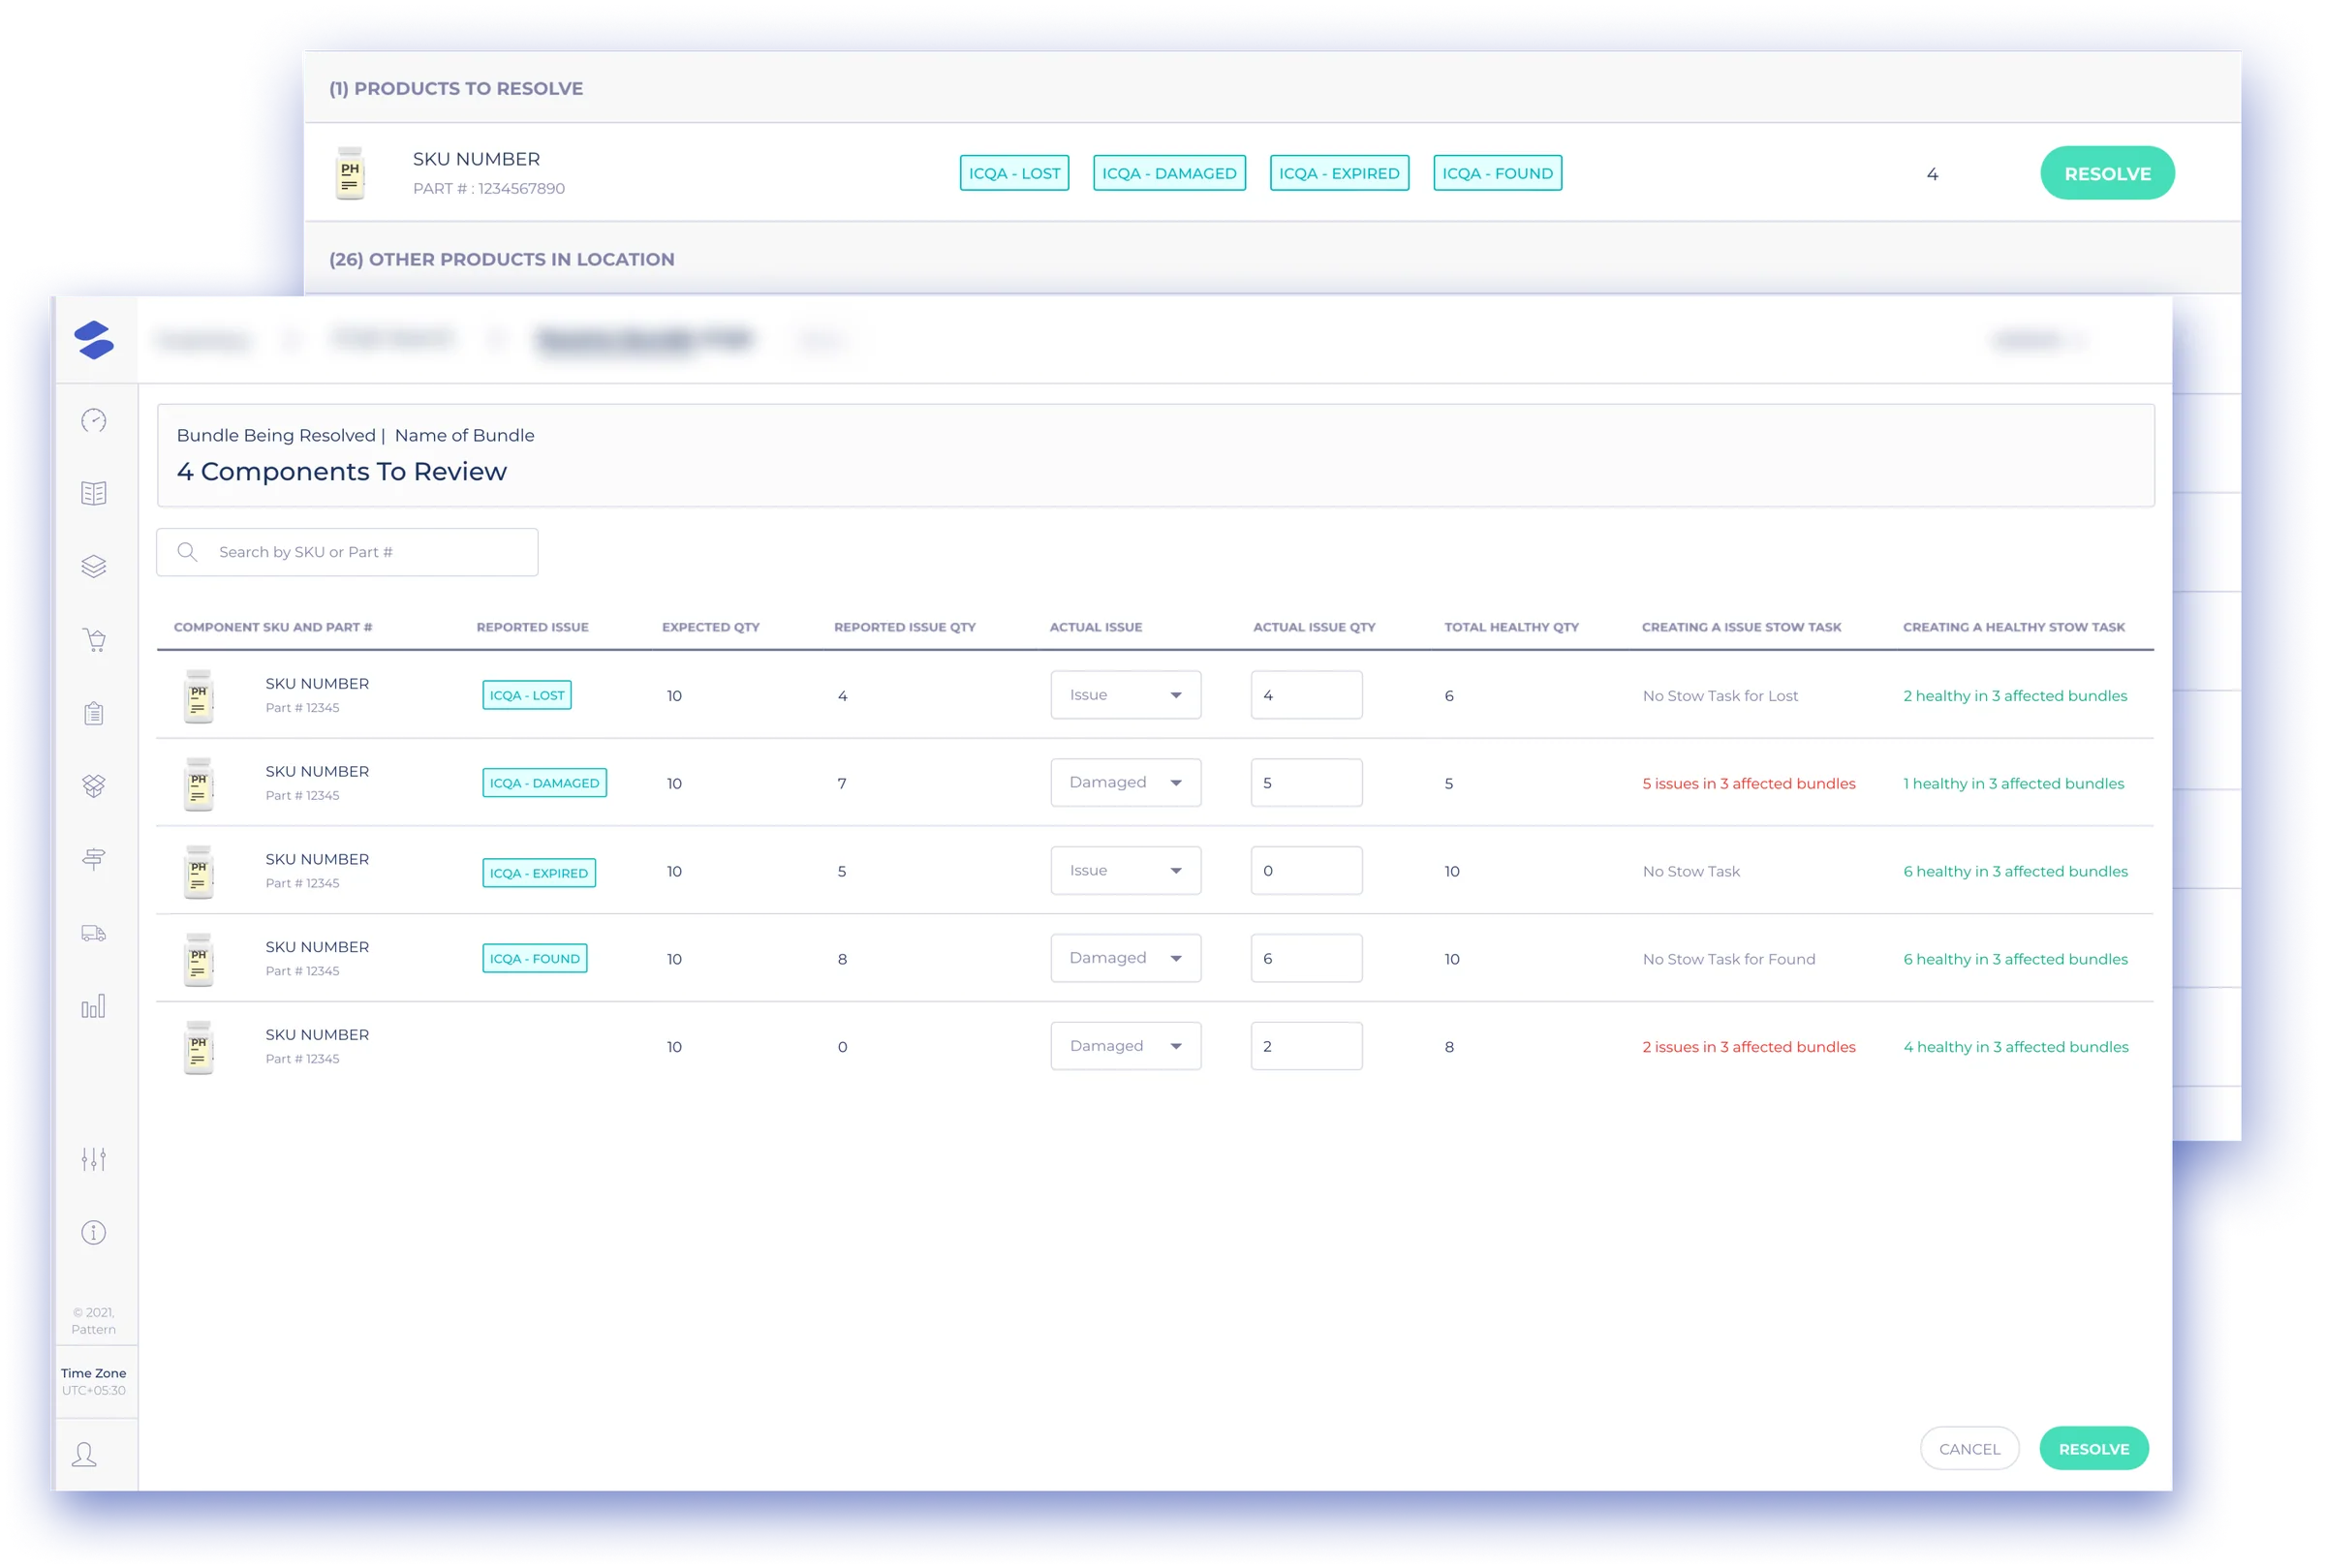 (1) PRODUCTS TO RESOLVE
PH
SKU NUMBER
PART # : 1234567890
ICQA - LOST
ICQA - DAMAGED
ICQA - EXPIRED
ICQA - FOUND
4
RESOLVE
(26) OTHER PRODUCTS IN LOCATION
Bundle Being Resolved | Name of Bundle
4 Components To Review
Search by SKU or Part #
COMPONENT SKU AND PART # REPORTED ISSUE EXPECTED QTY REPORTED ISSUE QTY ACTUAL ISSUE ACTUAL ISSUE QTY TOTAL HEALTHY QTY CREATING A ISSUE STOW TASK CREATING A HEALTHY STOW TASK
PH
SKU NUMBER
Part # 12345
ICQA - LOST 10 4 Issue 4 6 No Stow Task for Lost 2 healthy in 3 affected bundles
PH
SKU NUMBER
Part # 12345
ICQA - DAMAGED 10 7 Damaged 5 5 5 issues in 3 affected bundles 1 healthy in 3 affected bundles
PH
SKU NUMBER
Part # 12345
ICQA - EXPIRED 10 5 Issue 0 10 No Stow Task 6 healthy in 3 affected bundles
PH
SKU NUMBER
Part # 12345
ICQA - FOUND 10 8 Damaged 6 10 No Stow Task for Found 6 healthy in 3 affected bundles
PH
SKU NUMBER
Part # 12345
10 0 Damaged 2 8 2 issues in 3 affected bundles 4 healthy in 3 affected bundles
© 2021,
Pattern
Time Zone
UTC+05:30
CANCEL
RESOLVE